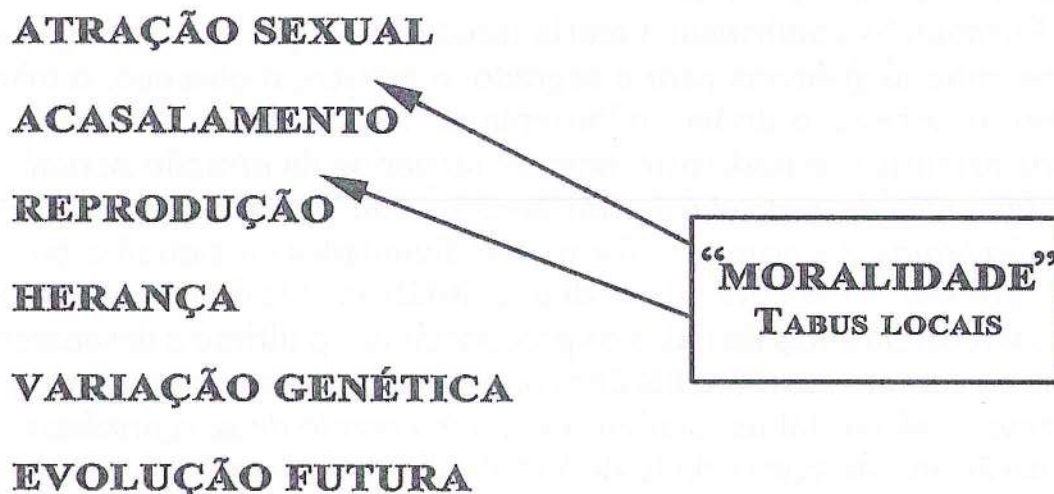 ATRAÇÃO SEXUAL
ACASALAMENTO
REPRODUÇÃO
HERANÇA
VARIAÇÃO GENÉTICA
EVOLUÇÃO FUTURA
“MORALIDADE”
TABUS LOCAIS